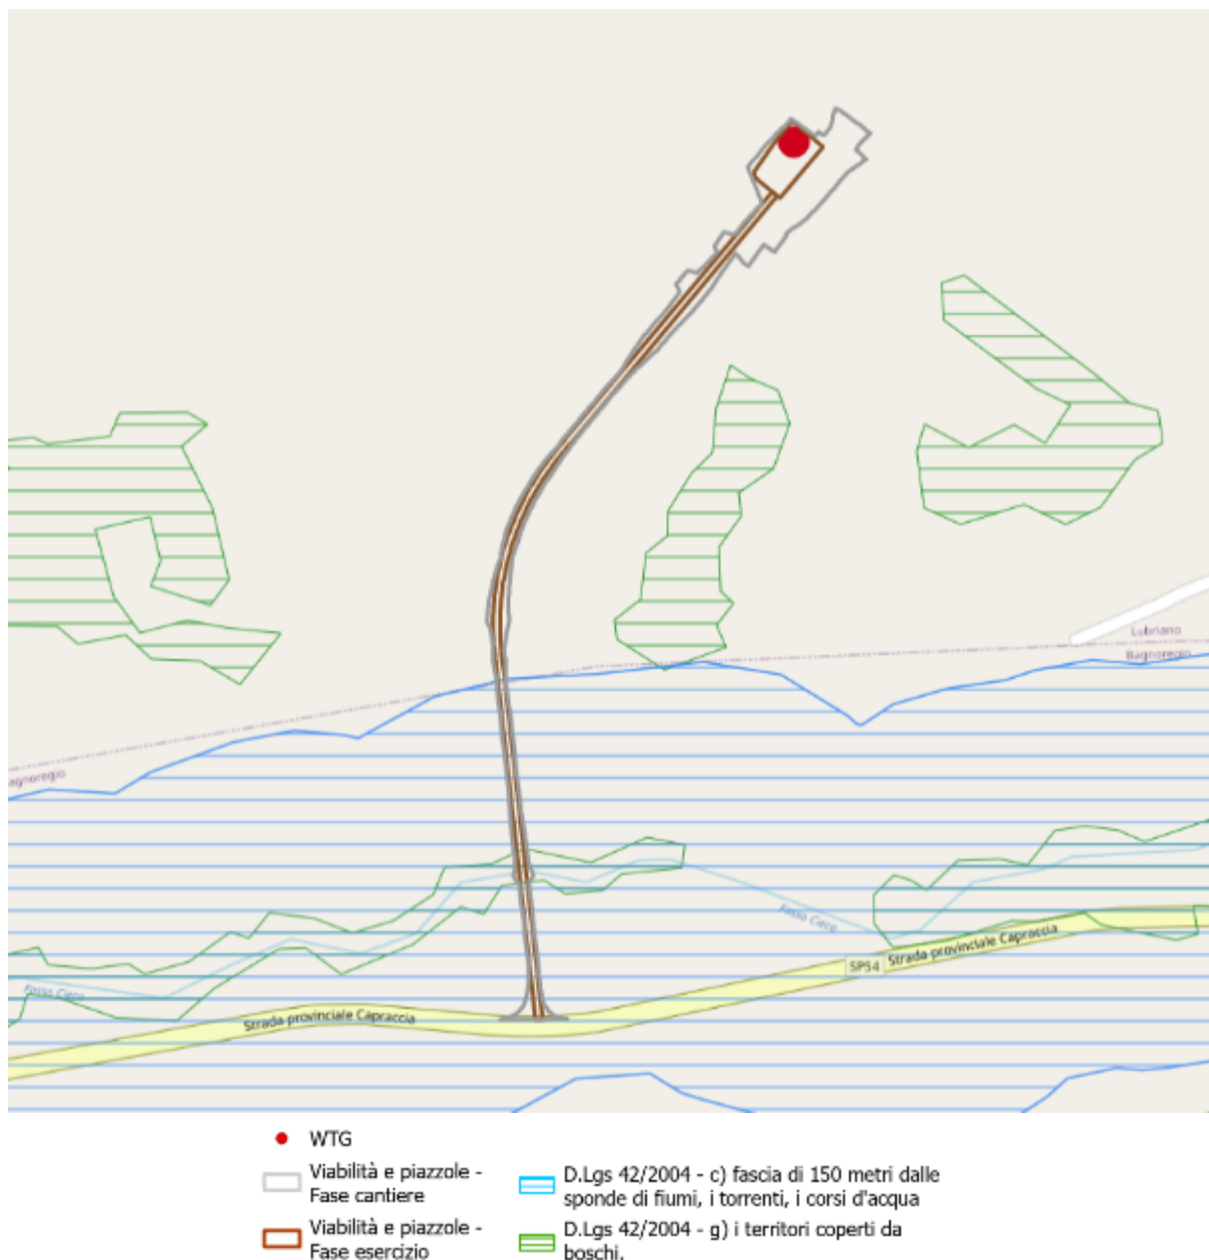 Lubriano
Bagnoregio
agnoregio
Fosso Cieco
Strada provinciale Capraccia
SP54
Fosso Cieco
Strada provinciale Capraccia
WTG
Viabilità e piazzole -
Fase cantiere
D.Lgs 42/2004 - c) fascia di 150 metri dalle
sponde di fiumi, i torrenti, i corsi d'acqua
Viabilità e piazzole -
Fase esercizio
D.Lgs 42/2004 - g) i territori coperti da
boschi.